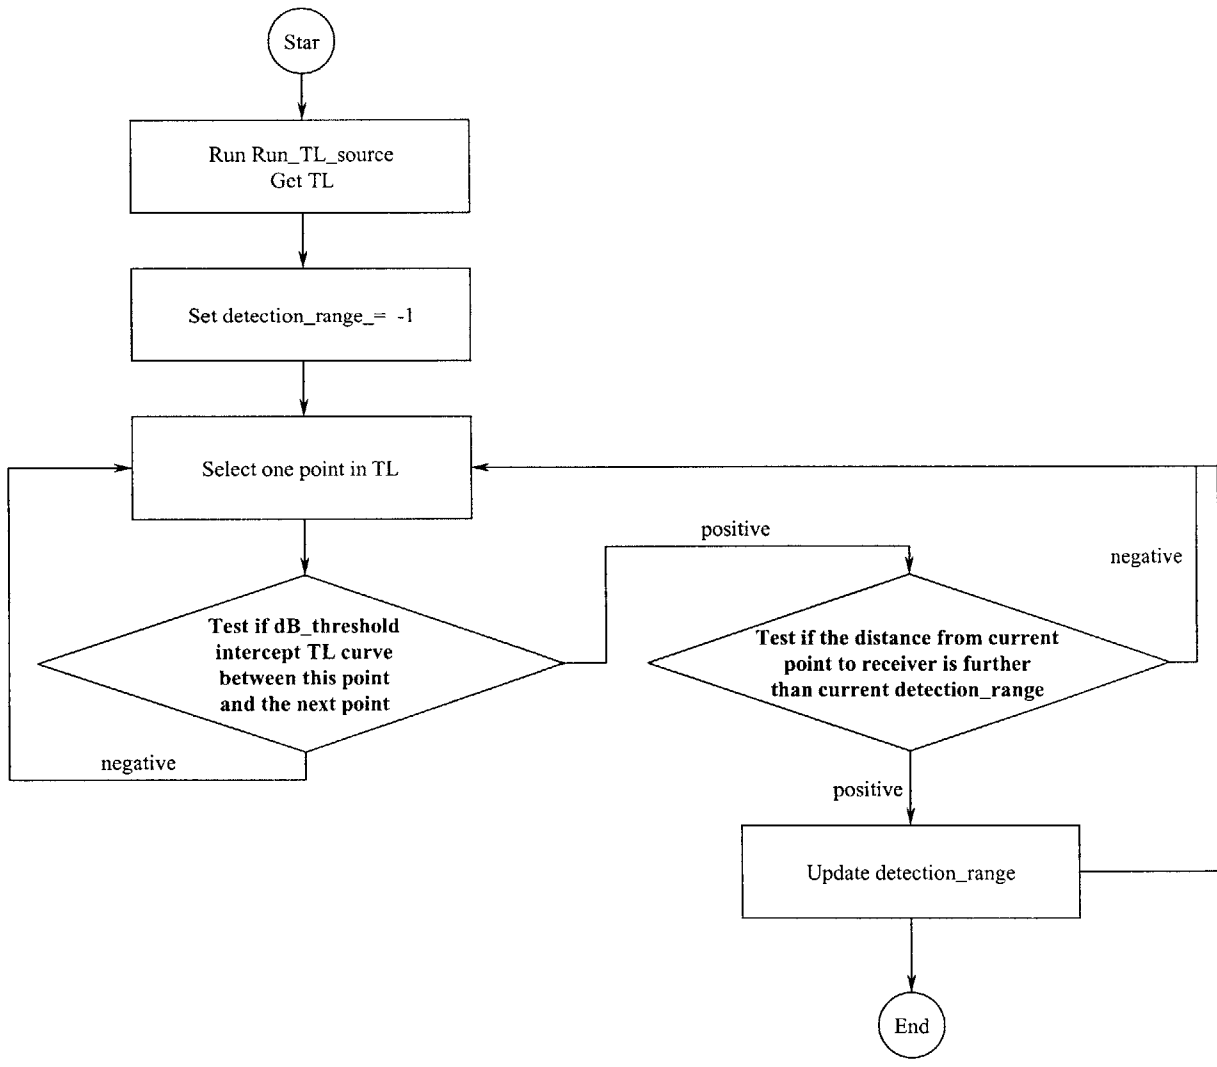 Star
Run Run_TL_source
Get TL
Set detection_range_= -1
Select one point in TL
positive
negative
Test if dB_threshold
intercept TL curve
between this point
and the next point
Test if the distance from current
point to receiver is further
than current detection_range
negative
positive
Update detection_range
End